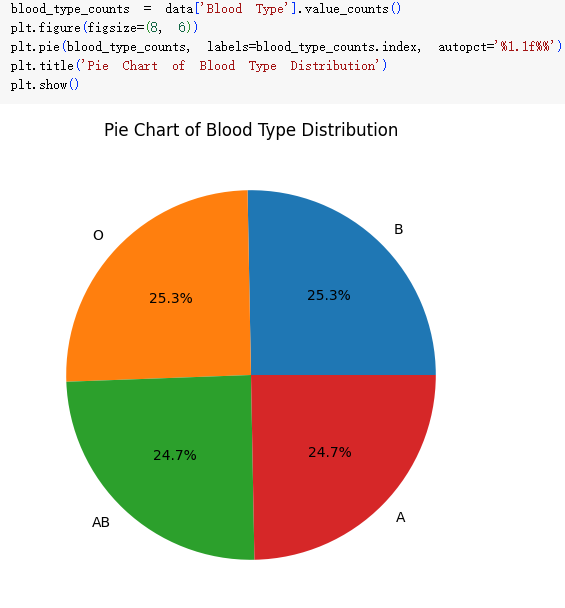 blood_type_counts = data['Blood Type'].value_counts()
plt.figure(figsize=(8, 6))
plt.pie(blood_type_counts, labels=blood_type_counts.index, autopct='%1.1f%%')
plt.title('Pie Chart of Blood Type Distribution')
plt.show()
Pie Chart of Blood Type Distribution
B
O
25.3%
25.3%
24.7%
24.7%
AB
A